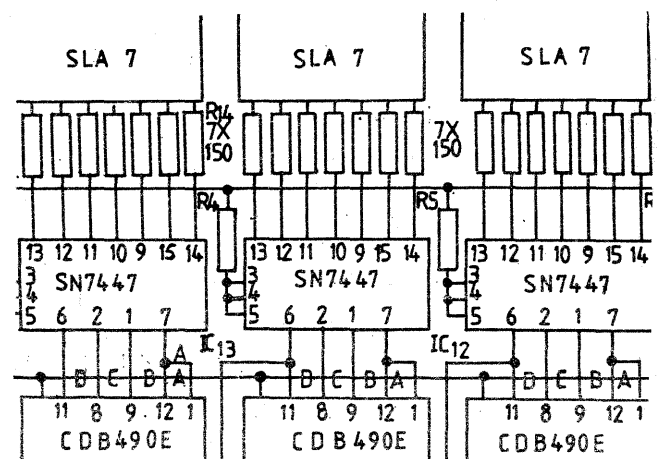 SLA 7 SLA 7 SLA 7
R14
7X 7X
150 150
R4 R5
13 12 11 10 9 15 14 13 12 11 10 9 15 14 13 12 11 10 9 15 14
3 3 3
SN7447 SN7447 SN7447
4 4 4
5 6 2 1 7 5 6 2 1 7 5 6 2 1 7
A IC13 IC12
C B A D C B A D C B A
11 8 9 12 1 11 8 9 12 1 11 8 9 12 1
CDB490E CDB490E CDB490E